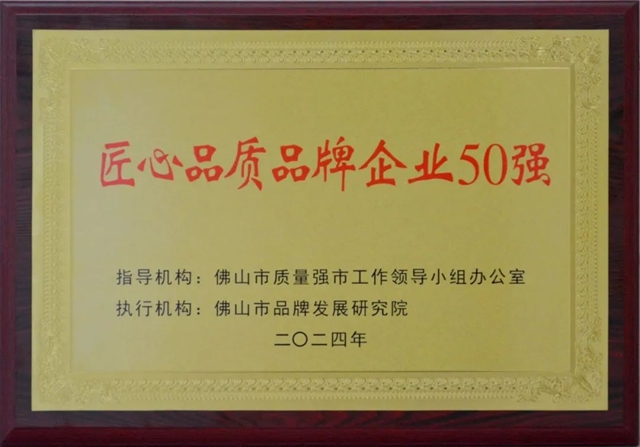 匠心品质品牌企业50强
指导机构：佛山市质量强市工作领导小组办公室
执行机构：佛山市品牌发展研究院
二〇二四年